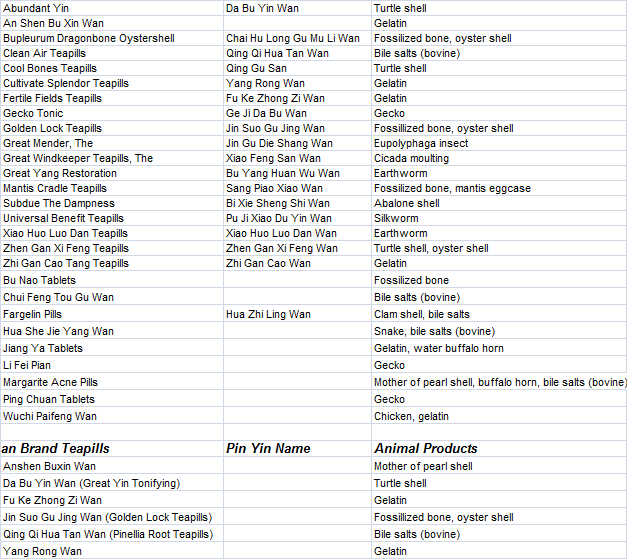 Abundant Yin Da Bu Yin Wan Turtle shell
An Shen Bu Xin Wan Gelatin
Bupleurum Dragonbone Oystershell Chai Hu Long Gu Mu Li Wan Fossilized bone, oyster shell
Clean Air Teapills Qing Qi Hua Tan Wan Bile salts (bovine)
Cool Bones Teapills Qing Gu San Turtle shell
Cultivate Splendor Teapills Yang Rong Wan Gelatin
Fertile Fields Teapills Fu Ke Zhong Zi Wan Gelatin
Gecko Tonic Ge Ji Da Bu Wan Gecko
Golden Lock Teapills Jin Suo Gu Jing Wan Fossillized bone, oyster shell
Great Mender, The Jin Gu Die Shang Wan Eupolyphaga insect
Great Windkeeper Teapills, The Xiao Feng San Wan Cicada moulting
Great Yang Restoration Bu Yang Huan Wu Wan Earthworm
Mantis Cradle Teapills Sang Piao Xiao Wan Fossilized bone, mantis eggcase
Subdue The Dampness Bi Xie Sheng Shi Wan Abalone shell
Universal Benefit Teapills Pu Ji Xiao Du Yin Wan Silkworm
Xiao Huo Luo Dan Teapills Xiao Huo Luo Dan Wan Earthworm
Zhen Gan Xi Feng Teapills Zhen Gan Xi Feng Wan Turtle shell, oyster shell
Zhi Gan Cao Tang Teapills Zhi Gan Cao Wan Gelatin
Bu Nao Tablets Fossilized bone
Chui Feng Tou Gu Wan Bile salts (bovine)
Fargelin Pills Hua Zhi Ling Wan Clam shell, bile salts
Hua She Jie Yang Wan Snake, bile salts (bovine)
Jiang Ya Tablets Gelatin, water buffalo horn
Li Fei Pian Gecko
Margarite Acne Pills Mother of pearl shell, buffalo horn, bile salts (bovine)
Ping Chuan Tablets Gecko
Wuchi Paifeng Wan Chicken, gelatin
an Brand Teapills Pin Yin Name Animal Products
Anshen Buxin Wan Mother of pearl shell
Da Bu Yin Wan (Great Yin Tonifying) Turtle shell
Fu Ke Zhong Zi Wan Gelatin
Jin Suo Gu Jing Wan (Golden Lock Teapills) Fossillized bone, oyster shell
Qing Qi Hua Tan Wan (Pinellia Root Teapills) Bile salts (bovine)
Yang Rong Wan Gelatin